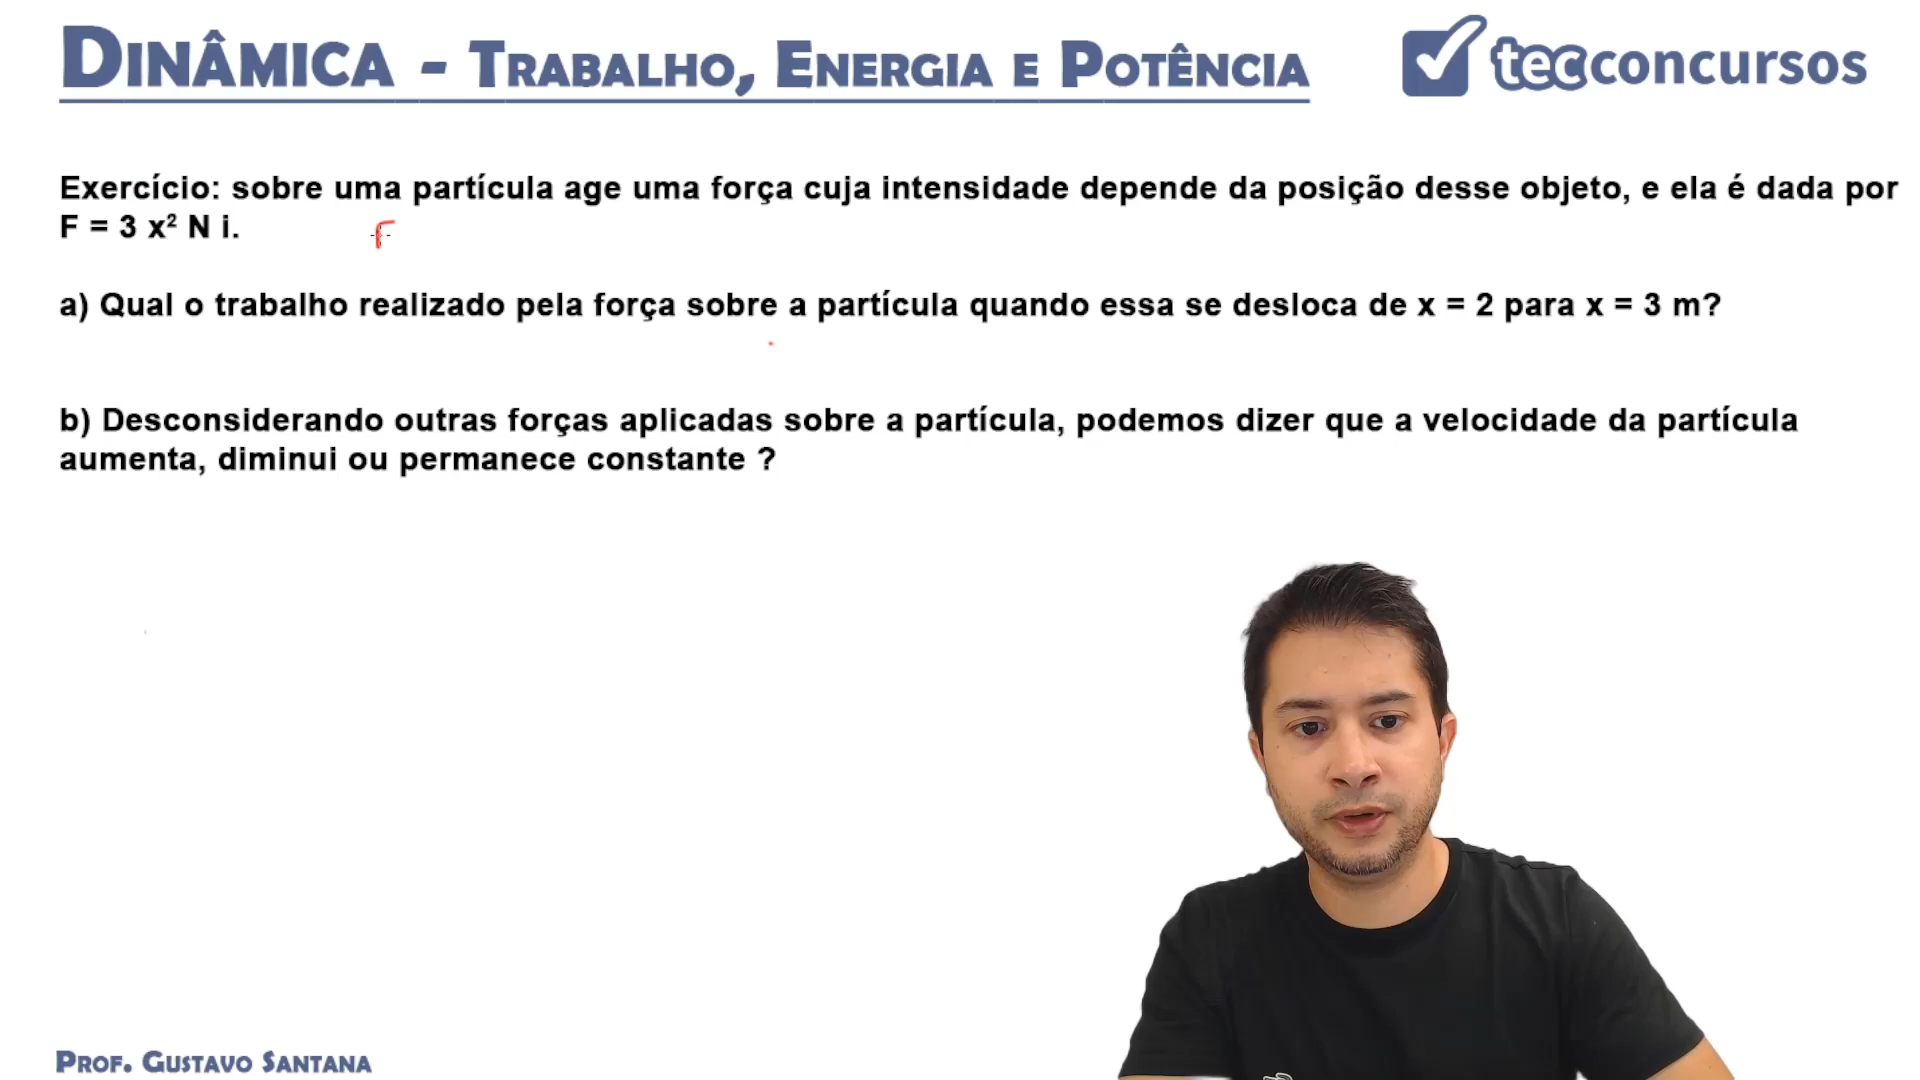 DINÂMICA - TRABALHO, ENERGIA E POTÊNCIA
tecconcursos
Exercício: sobre uma partícula age uma força cuja intensidade depende da posição desse objeto, e ela é dada por
F = 3 x² N i.
F
a) Qual o trabalho realizado pela força sobre a partícula quando essa se desloca de x = 2 para x = 3 m?
b) Desconsiderando outras forças aplicadas sobre a partícula, podemos dizer que a velocidade da partícula
aumenta, diminui ou permanece constante ?
PROF. GUSTAVO SANTANA